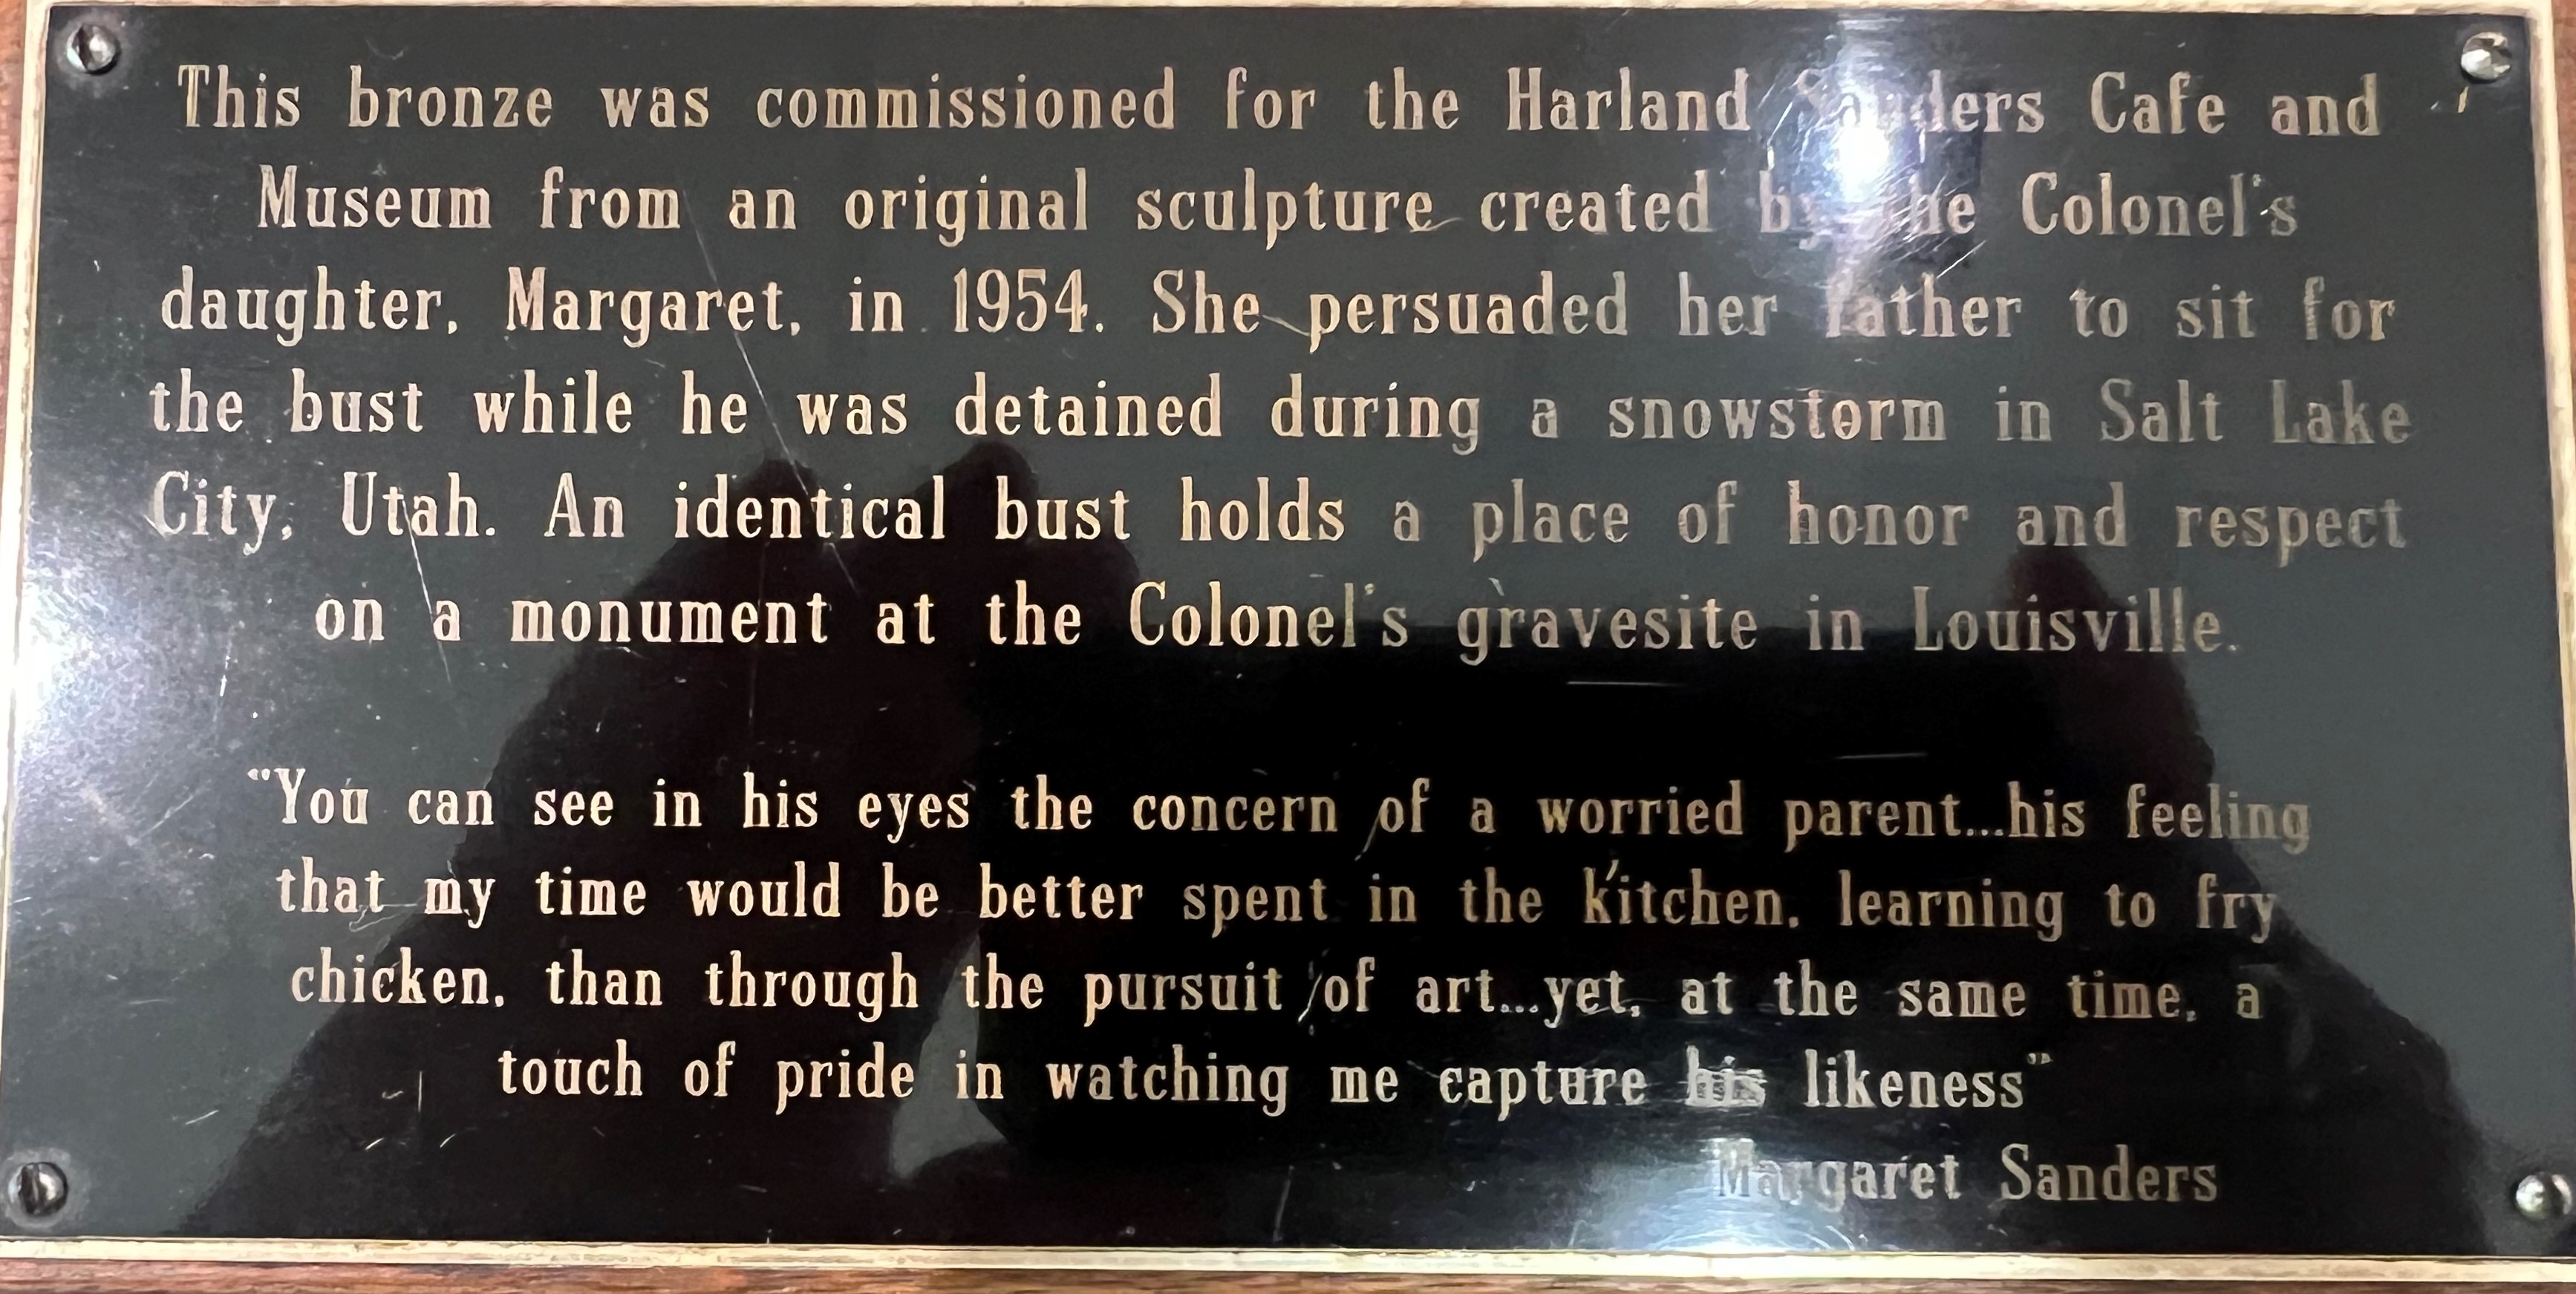 This bronze was commissioned for the Harland Sanders Cafe and
Museum from an original sculpture created by the Colonel's
daughter, Margaret, in 1954. She persuaded her father to sit for
the bust while he was detained during a snowstorm in Salt Lake
City, Utah. An identical bust holds a place of honor and respect
on a monument at the Colonel's gravesite in Louisville.
"You can see in his eyes the concern of a worried parent...his feeling
that my time would be better spent in the kitchen, learning to fry
chicken, than through the pursuit of art...yet, at the same time, a
touch of pride in watching me capture his likeness"
Margaret Sanders